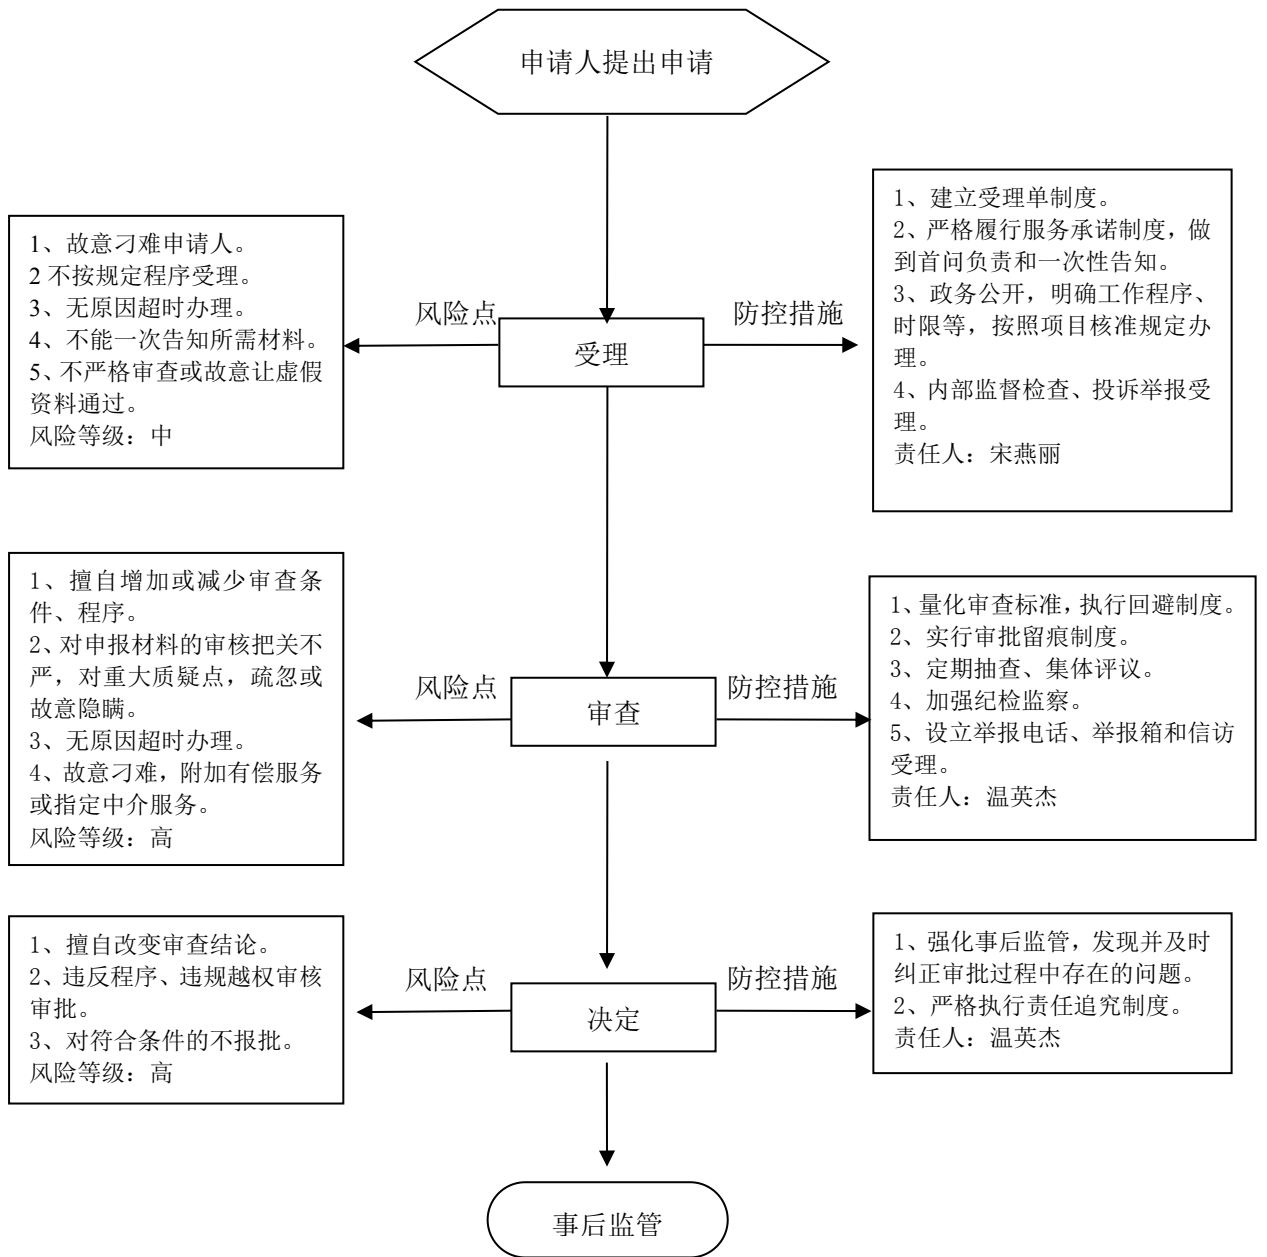 申请人提出申请
1、故意刁难申请人。
2 不按规定程序受理。
3、无原因超时办理。
4、不能一次告知所需材料。
5、不严格审查或故意让虚假
资料通过。
风险等级：中
风险点
受理
防控措施
1、建立受理单制度。
2、严格履行服务承诺制度，做
到首问负责和一次性告知。
3、政务公开，明确工作程序、
时限等，按照项目核准规定办
理。
4、内部监督检查、投诉举报受
理。
责任人：宋燕丽
1、擅自增加或减少审查条
件、程序。
2、对申报材料的审核把关不
严，对重大质疑点，疏忽或
故意隐瞒。
3、无原因超时办理。
4、故意刁难，附加有偿服务
或指定中介服务。
风险等级：高
风险点
审查
防控措施
1、量化审查标准，执行回避制度。
2、实行审批留痕制度。
3、定期抽查、集体评议。
4、加强纪检监察。
5、设立举报电话、举报箱和信访
受理。
责任人：温英杰
1、擅自改变审查结论。
2、违反程序、违规越权审核
审批。
3、对符合条件的不报批。
风险等级：高
风险点
决定
防控措施
1、强化事后监管，发现并及时
纠正审批过程中存在的问题。
2、严格执行责任追究制度。
责任人：温英杰
事后监管